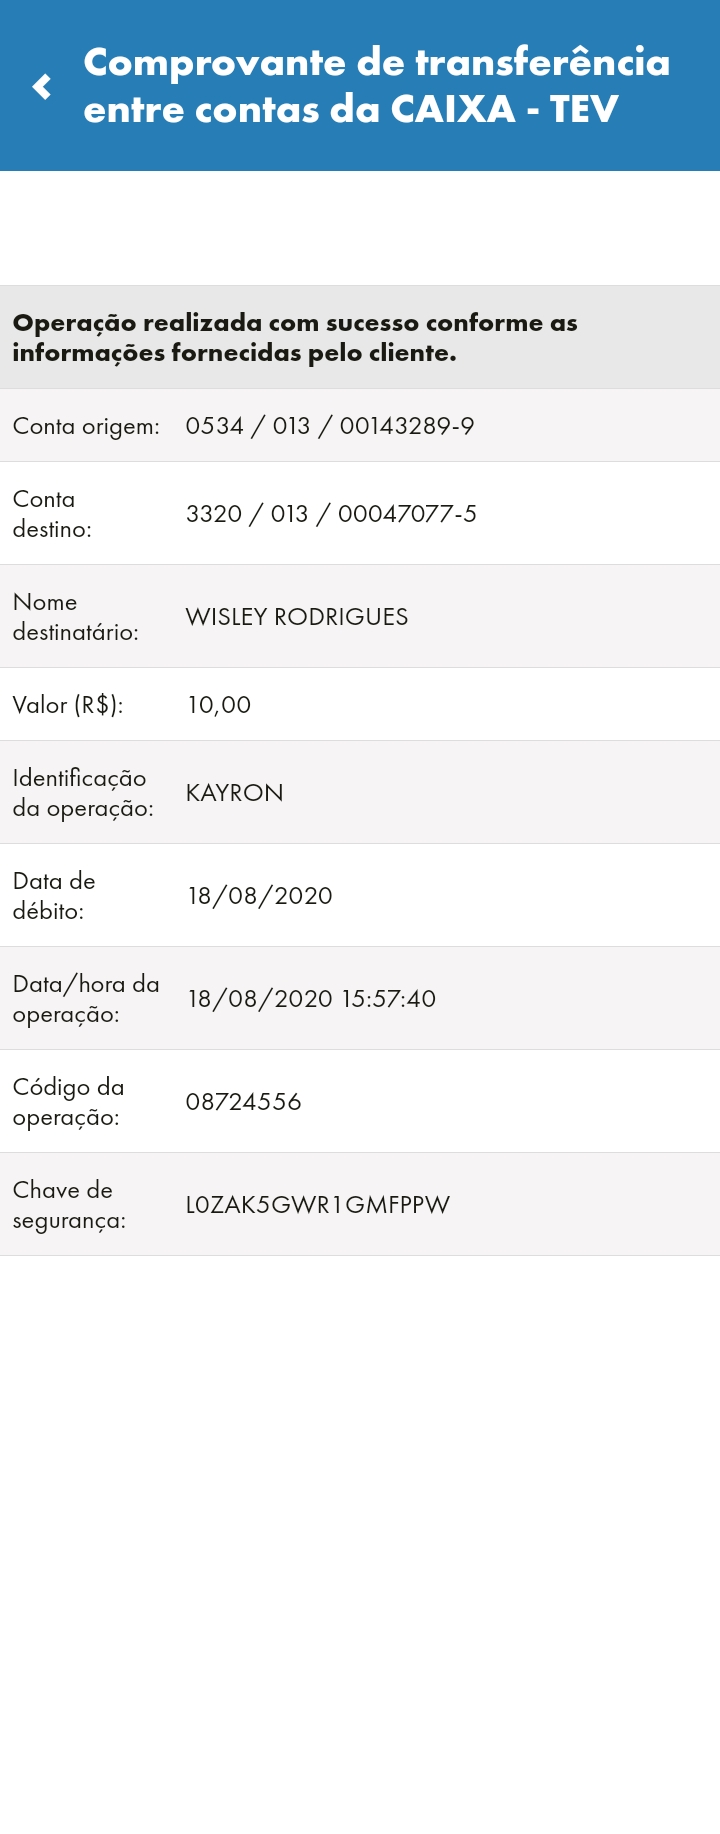 Comprovante de transferência
entre contas da CAIXA - TEV
Operação realizada com sucesso conforme as
informações fornecidas pelo cliente.
Conta origem: 0534 / 013 / 00143289-9
Conta
destino: 3320 / 013 / 00047077-5
Nome
destinatário: WISLEY RODRIGUES
Valor (R$): 10,00
Identificação
da operação: KAYRON
Data de
débito: 18/08/2020
Data/hora da
operação: 18/08/2020 15:57:40
Código da
operação: 08724556
Chave de
segurança: L0ZAK5GWR1GMFPPW